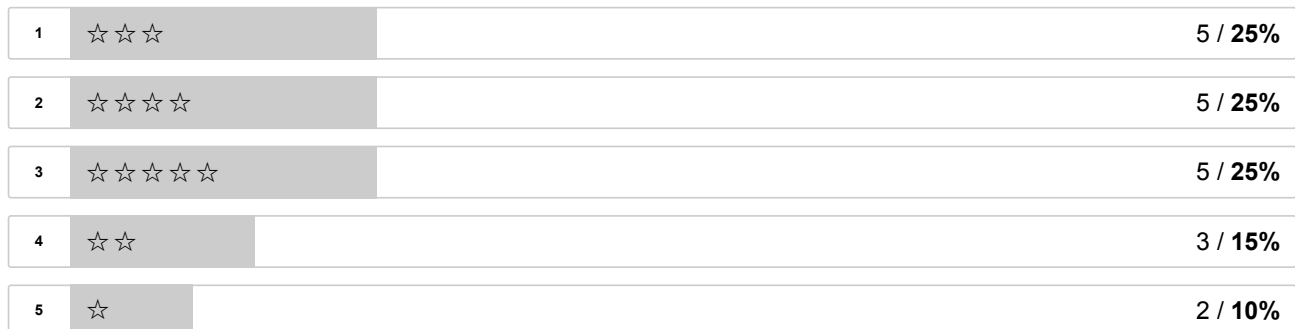 1 ☆☆☆ 5 / 25%
2 ☆☆☆☆ 5 / 25%
3 ☆☆☆☆☆ 5 / 25%
4 ☆☆ 3 / 15%
5 ☆ 2 / 10%